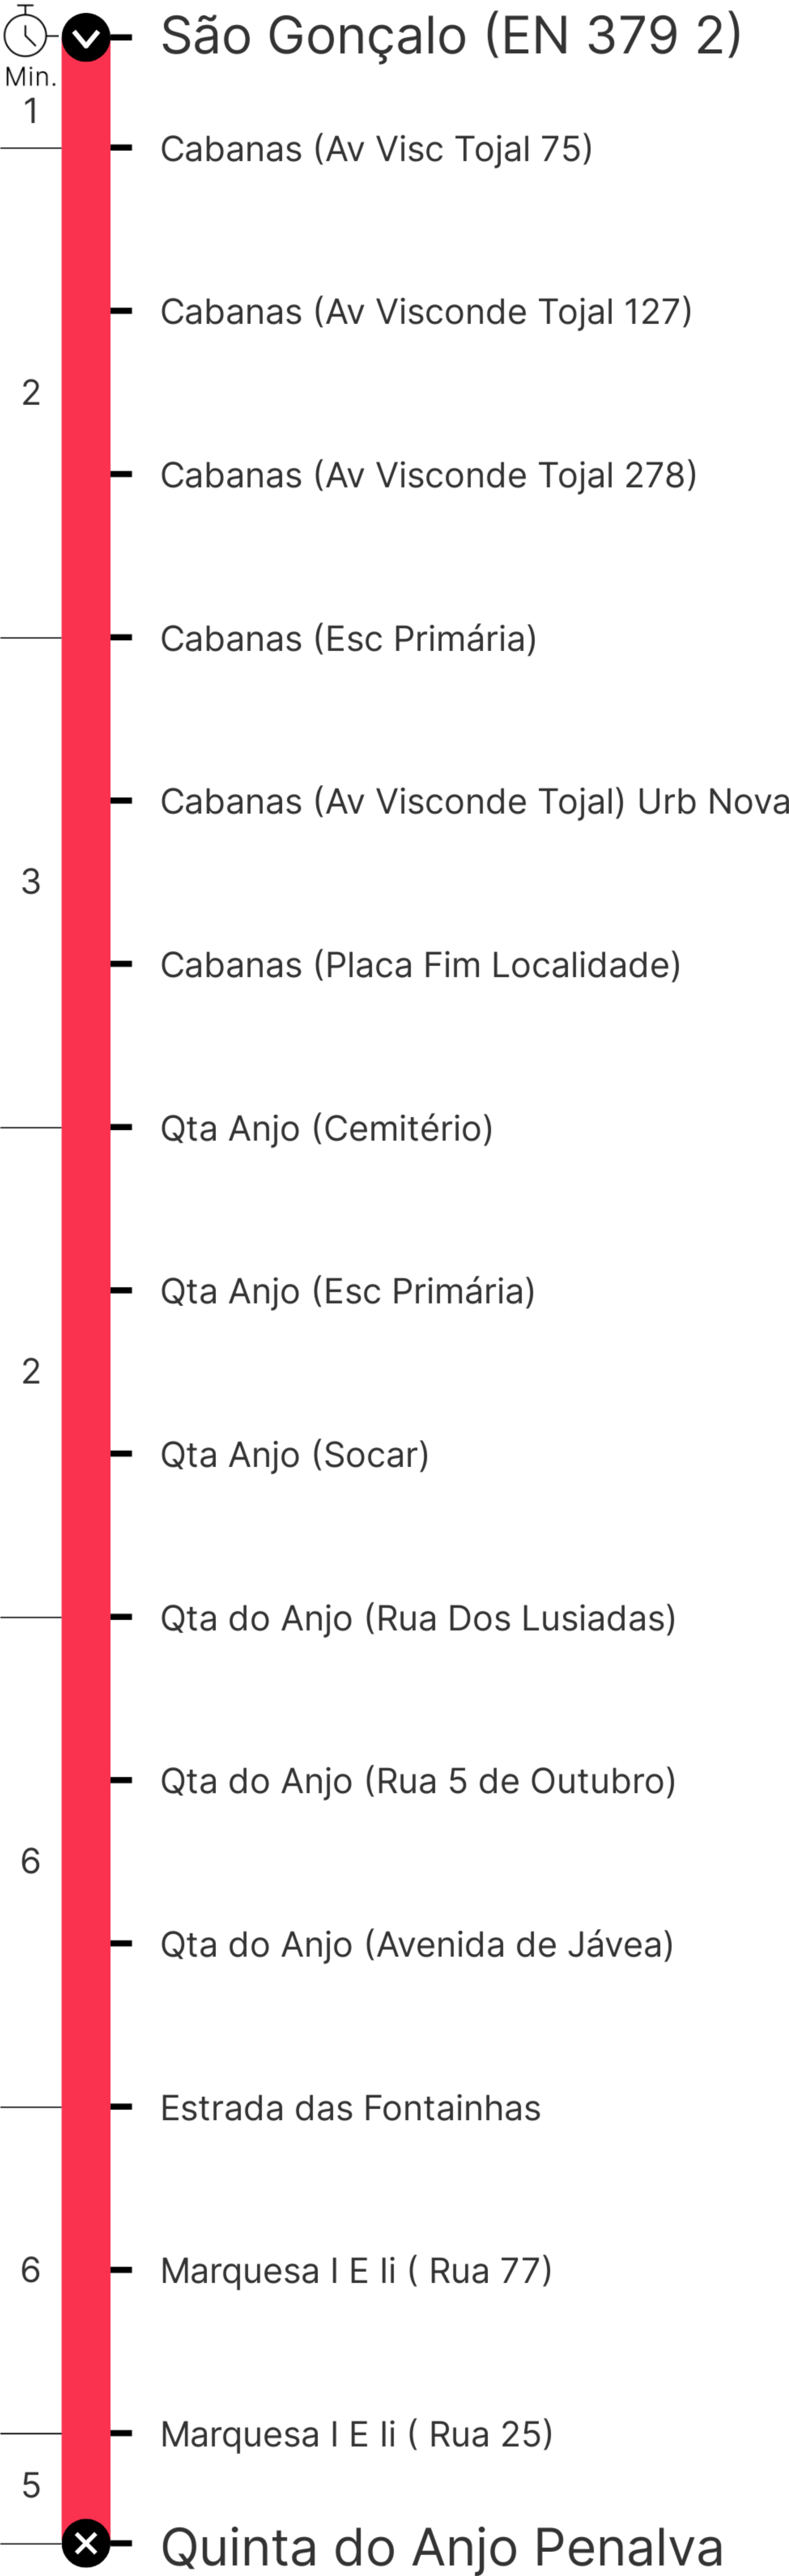 São Gonçalo (EN 379 2)
Min.
1
Cabanas (Av Visc Tojal 75)
Cabanas (Av Visconde Tojal 127)
2
Cabanas (Av Visconde Tojal 278)
Cabanas (Esc Primária)
Cabanas (Av Visconde Tojal) Urb Nova
3
Cabanas (Placa Fim Localidade)
Qta Anjo (Cemitério)
Qta Anjo (Esc Primária)
2
Qta Anjo (Socar)
Qta do Anjo (Rua Dos Lusiadas)
Qta do Anjo (Rua 5 de Outubro)
6
Qta do Anjo (Avenida de Jávea)
Estrada das Fontainhas
6
Marquesa I E Ii ( Rua 77)
Marquesa I E Ii ( Rua 25)
5
Quinta do Anjo Penalva